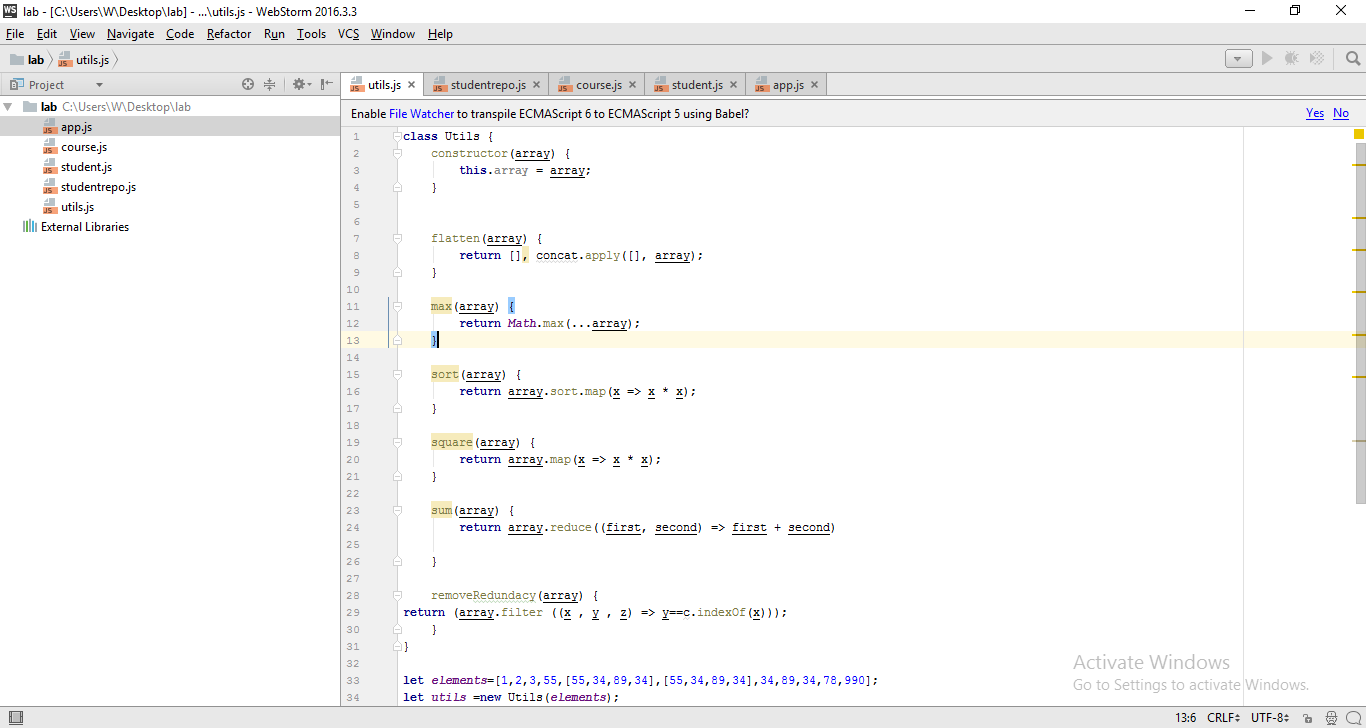 WS lab - [C:\Users\W\Desktop\lab] - ...\utils.js - WebStorm 2016.3.3
File Edit View Navigate Code Refactor Run Tools VCS Window Help
lab utils.js
Project
utils.js studentrepo.js course.js student.js app.js
lab C:\Users\W\Desktop\lab
app.js
course.js
student.js
studentrepo.js
utils.js
External Libraries
Enable File Watcher to transpile ECMAScript 6 to ECMAScript 5 using Babel? Yes No
1 class Utils {
2 constructor(array) {
3 this.array = array;
4 }
5
6
7 flatten(array) {
8 return [], concat.apply([], array);
9 }
10
11 max(array) {
12 return Math.max(...array);
13 }
14
15 sort(array) {
16 return array.sort.map(x => x * x);
17 }
18
19 square(array) {
20 return array.map(x => x * x);
21 }
22
23 sum(array) {
24 return array.reduce((first, second) => first + second)
25
26 }
27
28 removeRedundacy(array) {
29 return (array.filter ((x , y , z) => y==c.indexOf(x)));
30 }
31 }
32
33 let elements=[1,2,3,55,[55,34,89,34],[55,34,89,34],34,89,34,78,990];
34 let utils =new Utils(elements);
Activate Windows
Go to Settings to activate Windows.
13:6 CRLF UTF-8